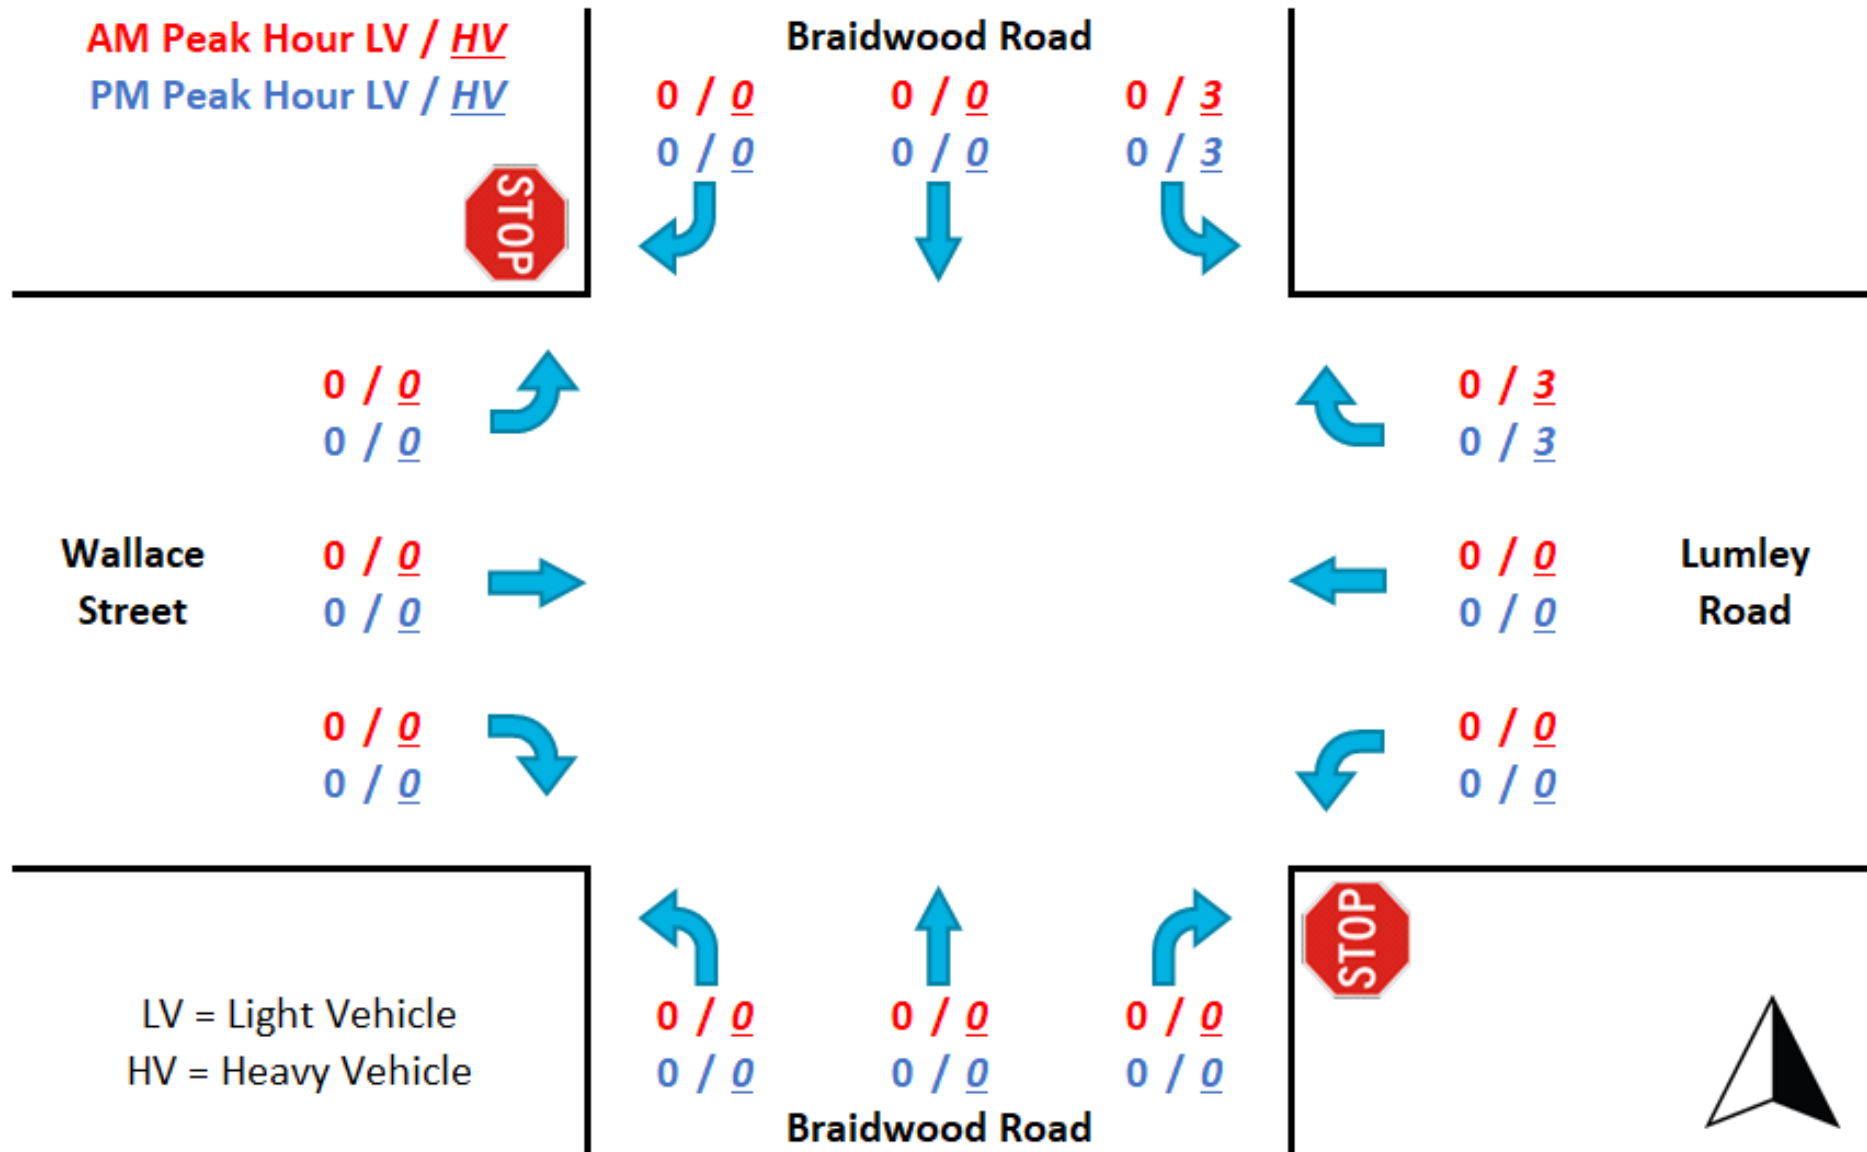 AM Peak Hour LV / HV
PM Peak Hour LV / HV
STOP
Braidwood Road
0 / 0 0 / 0 0 / 3
0 / 0 0 / 0 0 / 3
0 / 0
0 / 0
Wallace
Street
0 / 0
0 / 0
0 / 0
0 / 0
0 / 3
0 / 3
0 / 0
0 / 0
Lumley
Road
0 / 0
0 / 0
LV = Light Vehicle
HV = Heavy Vehicle
0 / 0 0 / 0 0 / 0
0 / 0 0 / 0 0 / 0
Braidwood Road
STOP